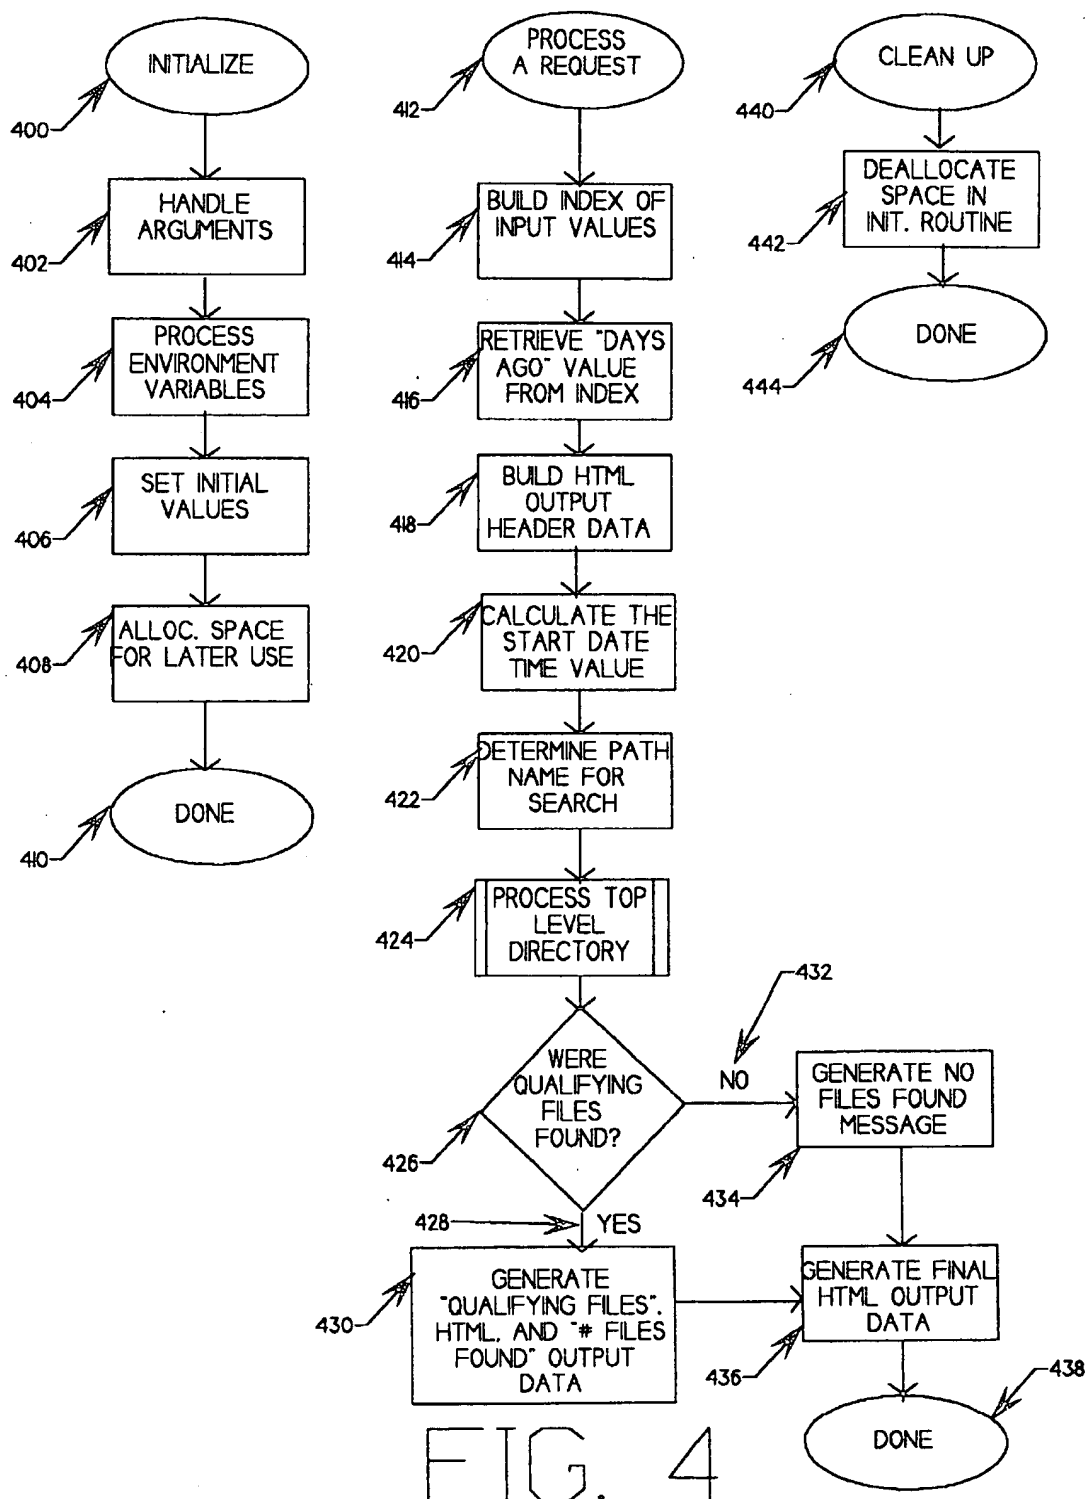 INITIALIZE
400
HANDLE
ARGUMENTS
402
PROCESS
ENVIRONMENT
VARIABLES
404
SET INITIAL
VALUES
406
ALLOC. SPACE
FOR LATER USE
408
DONE
410
PROCESS
A REQUEST
412
BUILD INDEX OF
INPUT VALUES
414
RETRIEVE "DAYS
AGO" VALUE
FROM INDEX
416
BUILD HTML
OUTPUT
HEADER DATA
418
CALCULATE THE
START DATE
TIME VALUE
420
DETERMINE PATH
NAME FOR
SEARCH
422
PROCESS TOP
LEVEL
DIRECTORY
424
WERE
QUALIFYING
FILES
FOUND?
426
428
YES
NO
432
GENERATE NO
FILES FOUND
MESSAGE
434
GENERATE
"QUALIFYING FILES",
HTML, AND "# FILES
FOUND" OUTPUT
DATA
430
GENERATE FINAL
HTML OUTPUT
DATA
436
DONE
438
CLEAN UP
440
DEALLOCATE
SPACE IN
INIT. ROUTINE
442
DONE
444
FIG. 4